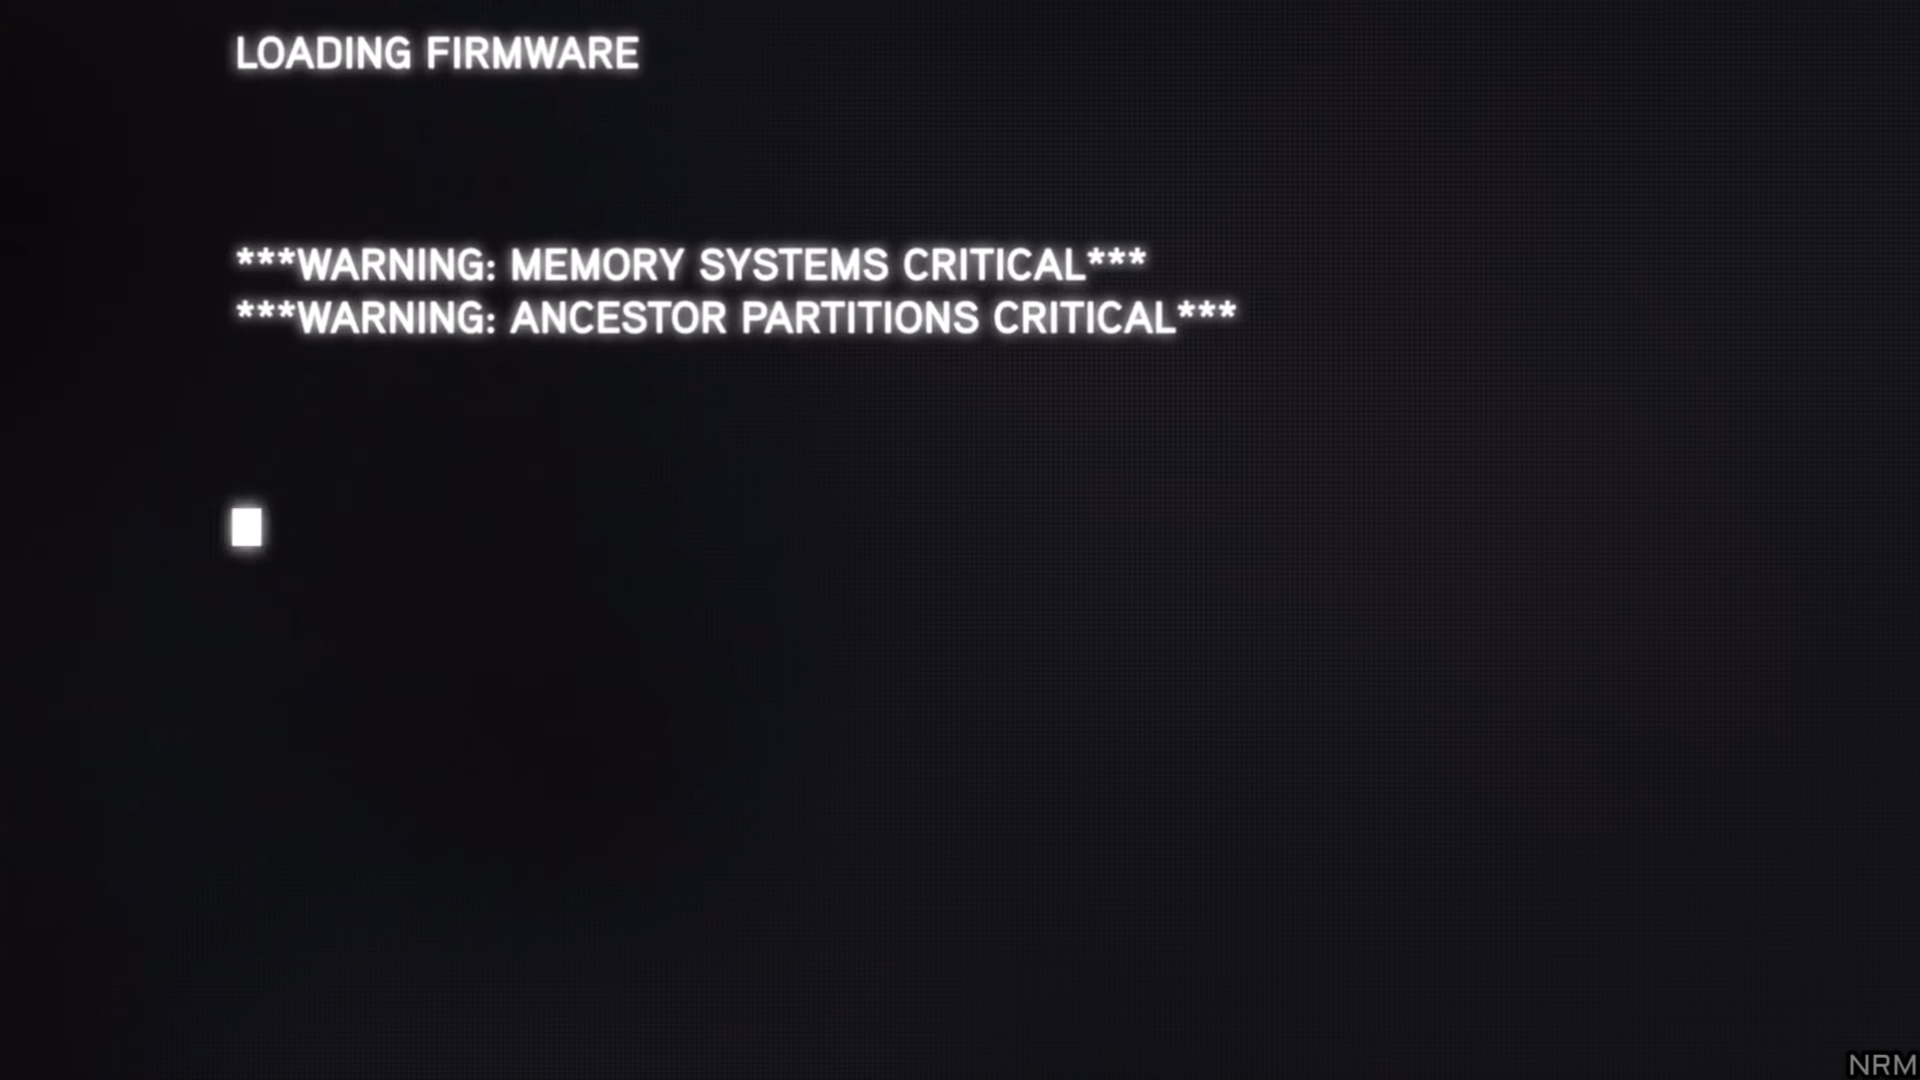 LOADING FIRMWARE
***WARNING: MEMORY SYSTEMS CRITICAL***
***WARNING: ANCESTOR PARTITIONS CRITICAL***
NRM